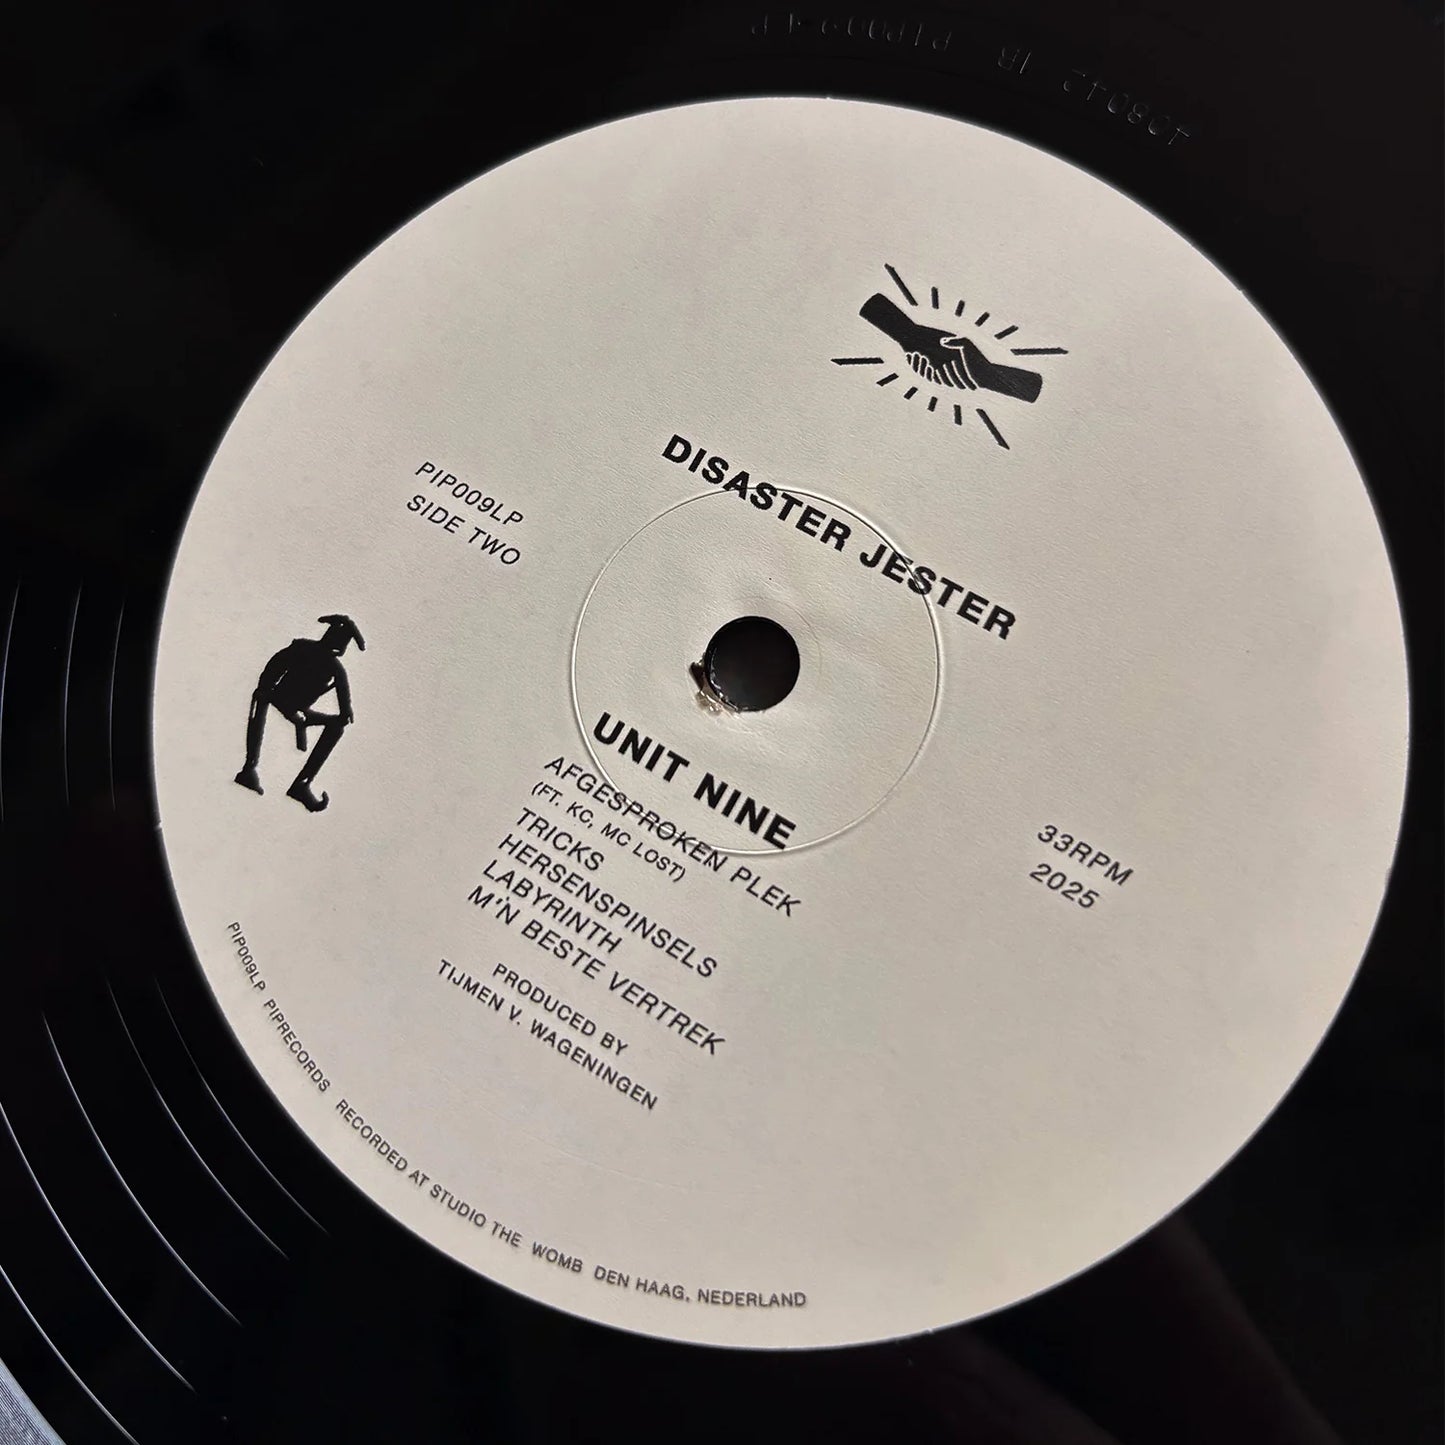 PIP009LP
SIDE TWO
DISASTER JESTER
UNIT NINE
AFGESPROKEN PLEK
(FT. KC, MC LOST)
TRICKS
HERSENSPINSELS
LABYRINTH
M'N BESTE VERTREK
PRODUCED BY
TIJMEN V. WAGENINGEN
33RPM
2025
PIP009LP PIPRECORDS RECORDED AT STUDIO THE WOMB DEN HAAG, NEDERLAND